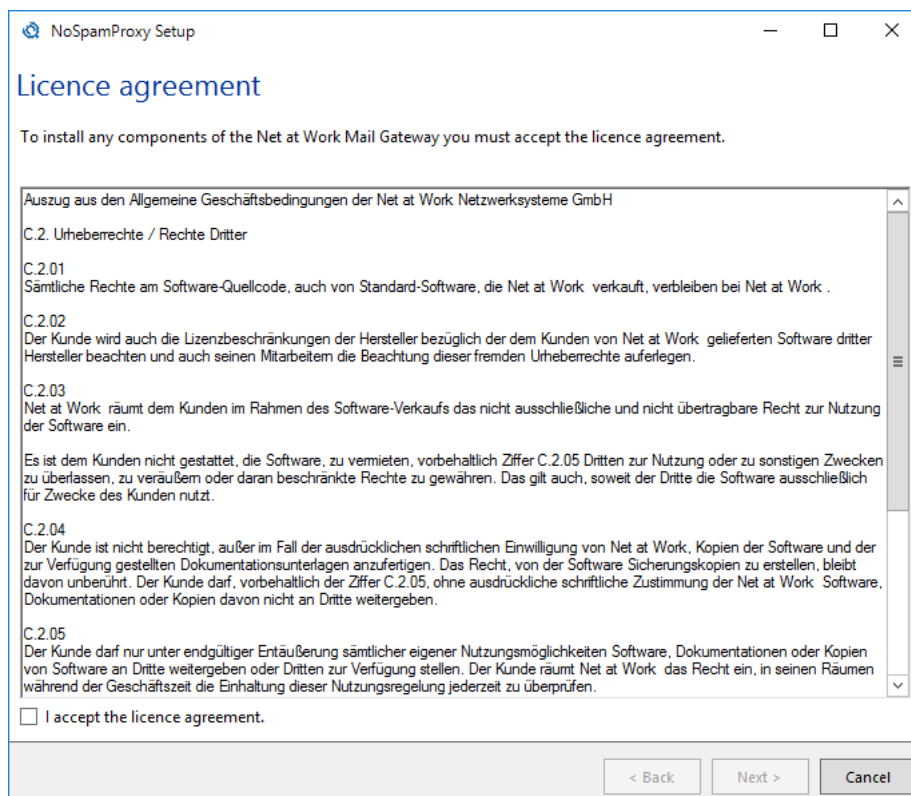 NoSpamProxy Setup
Licence agreement
To install any components of the Net at Work Mail Gateway you must accept the licence agreement.
Auszug aus den Allgemeine Geschäftsbedingungen der Net at Work Netzwerksysteme GmbH
C.2. Urheberrechte / Rechte Dritter
C.2.01
Sämtliche Rechte am Software-Quellcode, auch von Standard-Software, die Net at Work  verkauft, verbleiben bei Net at Work .
C.2.02
Der Kunde wird auch die Lizenzbeschränkungen der Hersteller bezüglich der dem Kunden von Net at Work  gelieferten Software dritter
Hersteller beachten und auch seinen Mitarbeitern die Beachtung dieser fremden Urheberrechte auferlegen.
C.2.03
Net at Work  räumt dem Kunden im Rahmen des Software-Verkaufs das nicht ausschließliche und nicht übertragbare Recht zur Nutzung
der Software ein.
Es ist dem Kunden nicht gestattet, die Software, zu vermieten, vorbehaltlich Ziffer C.2.05 Dritten zur Nutzung oder zu sonstigen Zwecken
zu überlassen, zu veräußern oder daran beschränkte Rechte zu gewähren. Das gilt auch, soweit der Dritte die Software ausschließlich
für Zwecke des Kunden nutzt.
C.2.04
Der Kunde ist nicht berechtigt, außer im Fall der ausdrücklichen schriftlichen Einwilligung von Net at Work, Kopien der Software und der
zur Verfügung gestellten Dokumentationsunterlagen anzufertigen. Das Recht, von der Software Sicherungskopien zu erstellen, bleibt
davon unberührt. Der Kunde darf, vorbehaltlich der Ziffer C.2.05, ohne ausdrückliche schriftliche Zustimmung der Net at Work  Software,
Dokumentationen oder Kopien davon nicht an Dritte weitergeben.
C.2.05
Der Kunde darf nur unter endgültiger Entäußerung sämtlicher eigener Nutzungsmöglichkeiten Software, Dokumentationen oder Kopien
von Software an Dritte weitergeben oder Dritten zur Verfügung stellen. Der Kunde räumt Net at Work  das Recht ein, in seinen Räumen
während der Geschäftszeit die Einhaltung dieser Nutzungsregelung jederzeit zu überprüfen.
I accept the licence agreement.
< Back
Next >
Cancel